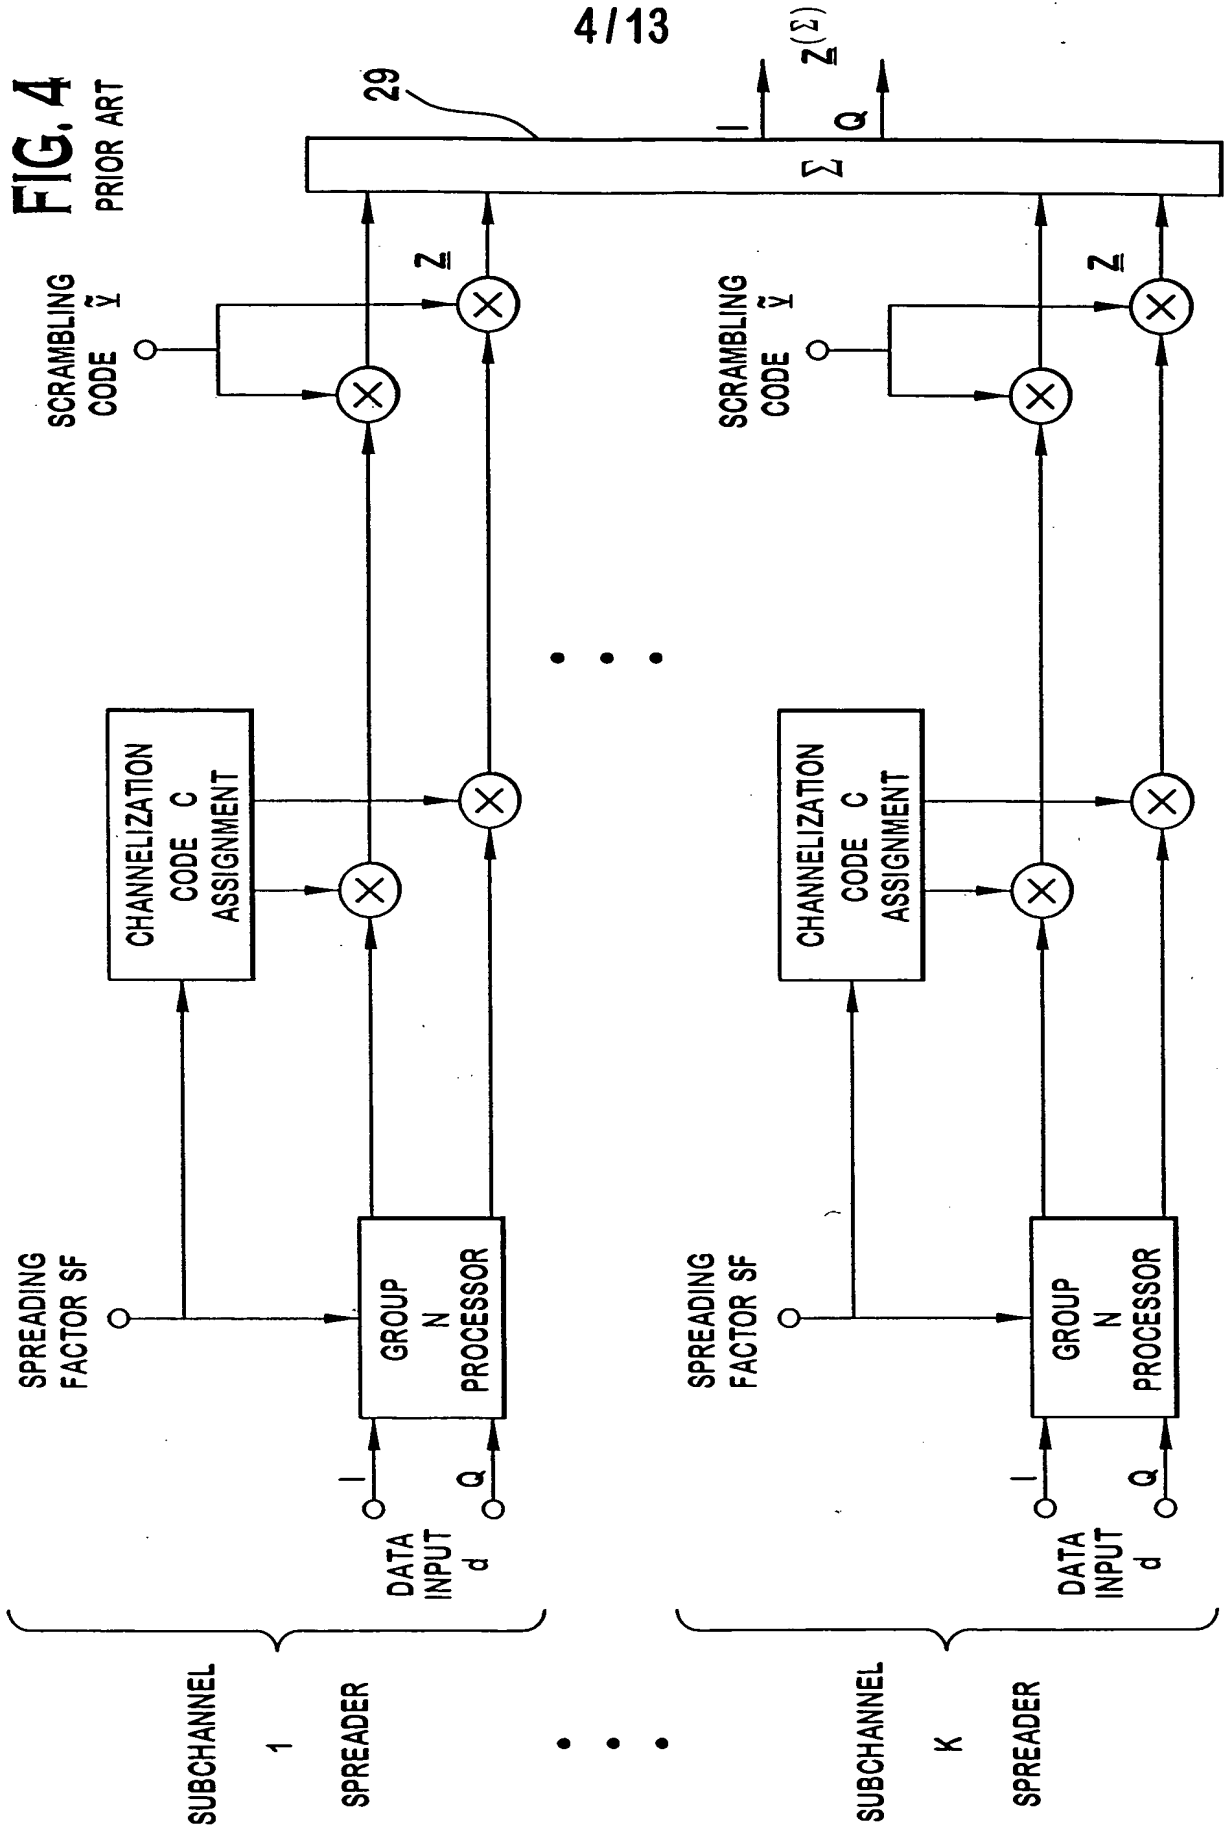 4/13
FIG. 4
PRIOR ART
SUBCHANNEL
1
SPREADER
DATA
INPUT
d
I
Q
SPREADING
FACTOR SF
GROUP
N
PROCESSOR
CHANNELIZATION
CODE C
ASSIGNMENT
SCRAMBLING
CODE ṽ
Z
29
Σ
I
Q
Z(Σ)
SUBCHANNEL
K
SPREADER
DATA
INPUT
d
I
Q
SPREADING
FACTOR SF
GROUP
N
PROCESSOR
CHANNELIZATION
CODE C
ASSIGNMENT
SCRAMBLING
CODE ṽ
Z